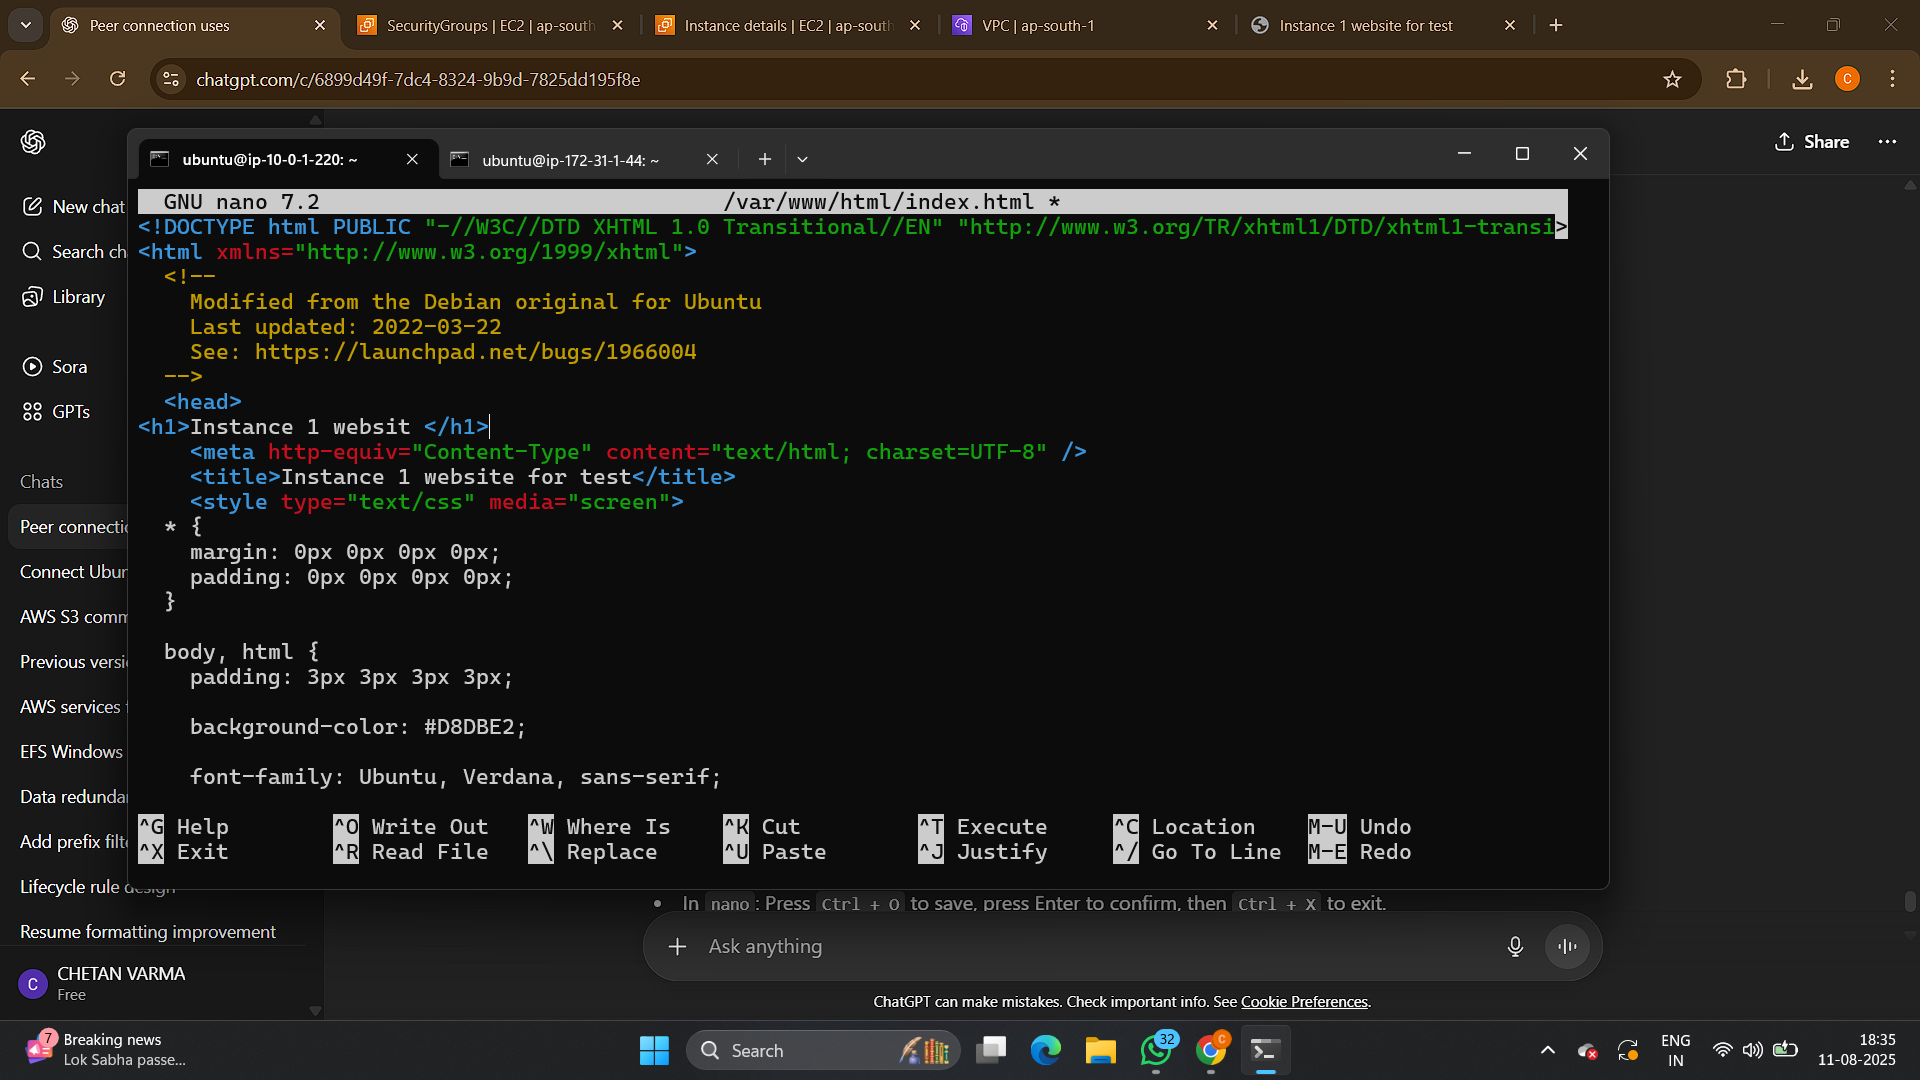 Peer connection uses
SecurityGroups | EC2 | ap-south
Instance details | EC2 | ap-south
VPC | ap-south-1
Instance 1 website for test
chatgpt.com/c/6899d49f-7dc4-8324-9b9d-7825dd195f8e
C
Share
New chat
Search ch
Library
Sora
GPTs
Chats
Peer connectio
Connect Ubun
AWS S3 comm
Previous versi
AWS services
EFS Windows
Data redundan
Add prefix filte
Lifecycle rule design
Resume formatting improvement
C
CHETAN VARMA
Free
ubuntu@ip-10-0-1-220: ~
ubuntu@ip-172-31-1-44: ~
GNU nano 7.2 /var/www/html/index.html *
<!DOCTYPE html PUBLIC "-//W3C//DTD XHTML 1.0 Transitional//EN" "http://www.w3.org/TR/xhtml1/DTD/xhtml1-transi>
<html xmlns="http://www.w3.org/1999/xhtml">
<!--
Modified from the Debian original for Ubuntu
Last updated: 2022-03-22
See: https://launchpad.net/bugs/1966004
-->
<head>
<h1>Instance 1 websit </h1>
<meta http-equiv="Content-Type" content="text/html; charset=UTF-8" />
<title>Instance 1 website for test</title>
<style type="text/css" media="screen">
* {
margin: 0px 0px 0px 0px;
padding: 0px 0px 0px 0px;
}
body, html {
padding: 3px 3px 3px 3px;
background-color: #D8DBE2;
font-family: Ubuntu, Verdana, sans-serif;
^G Help ^O Write Out ^W Where Is ^K Cut ^T Execute ^C Location M-U Undo
^X Exit ^R Read File ^\ Replace ^U Paste ^J Justify ^/ Go To Line M-E Redo
• In nano: Press Ctrl + O to save, press Enter to confirm, then Ctrl + X to exit.
Ask anything
ChatGPT can make mistakes. Check important info. See Cookie Preferences.
7
Breaking news
Lok Sabha passe...
Search
32
C
ENG
IN
18:35
11-08-2025